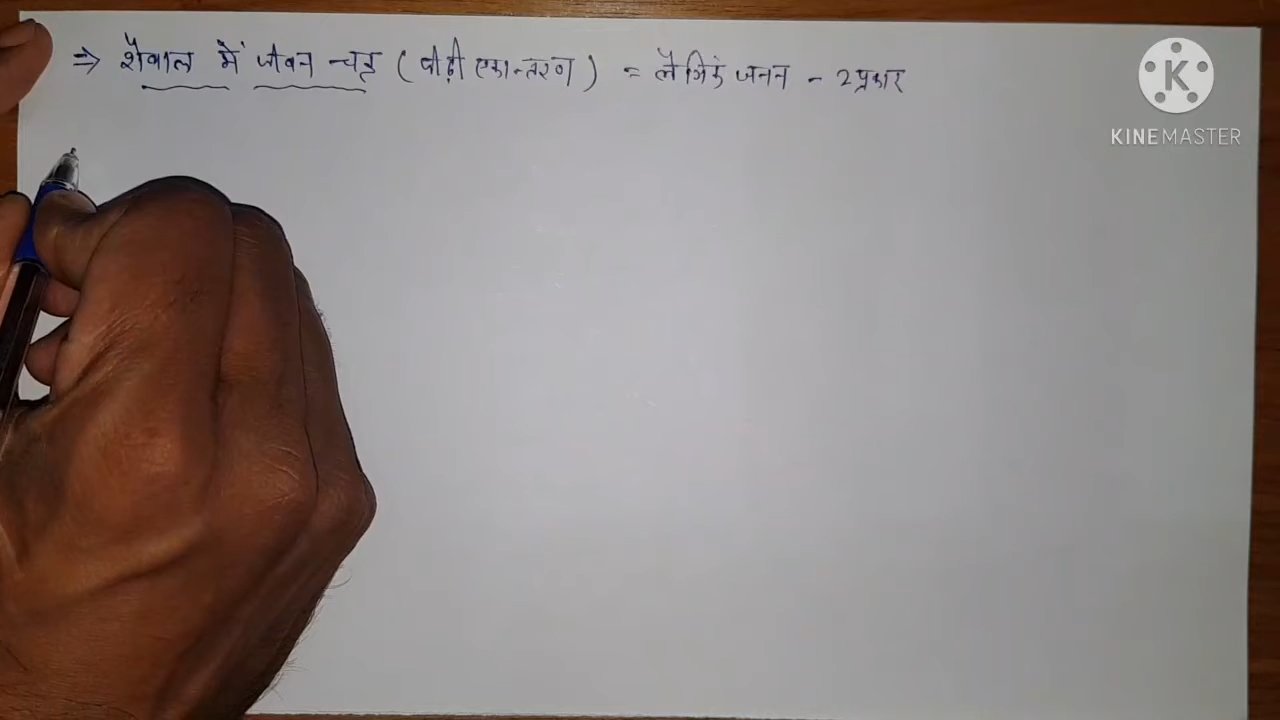 ⇒ शैवाल में जीवन चक्र (पीढ़ी एकान्तरण) = लैंगिक जनन - 2 प्रकार
KINEMASTER